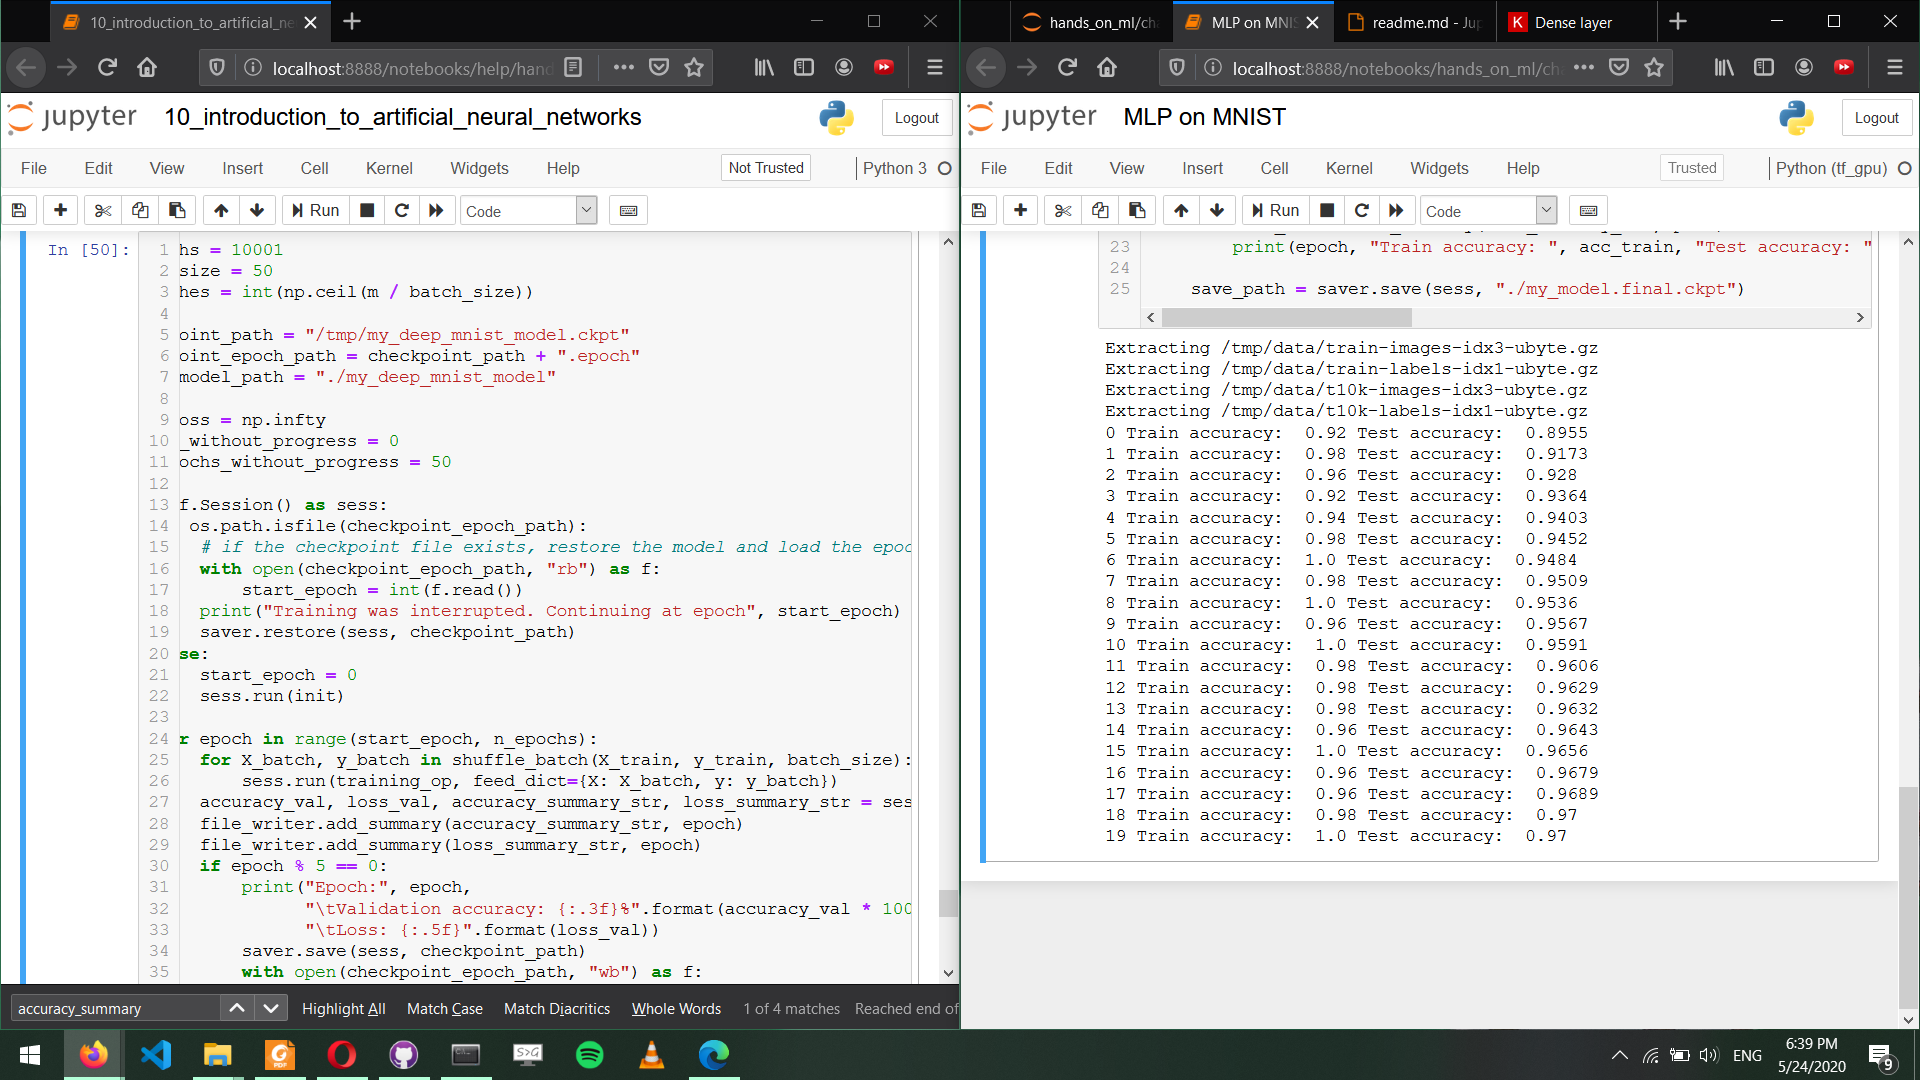 10_introduction_to_artificial_ne
localhost:8888/notebooks/help/hand
jupyter 10_introduction_to_artificial_neural_networks
Logout
File Edit View Insert Cell Kernel Widgets Help
Not Trusted
Python 3
Run
Code
In [50]:
1 hs = 10001
2 size = 50
3 hes = int(np.ceil(m / batch_size))
4
5 oint_path = "/tmp/my_deep_mnist_model.ckpt"
6 oint_epoch_path = checkpoint_path + ".epoch"
7 model_path = "./my_deep_mnist_model"
8
9 oss = np.infty
10 _without_progress = 0
11 ochs_without_progress = 50
12
13 f.Session() as sess:
14 os.path.isfile(checkpoint_epoch_path):
15 # if the checkpoint file exists, restore the model and load the epoc
16 with open(checkpoint_epoch_path, "rb") as f:
17 start_epoch = int(f.read())
18 print("Training was interrupted. Continuing at epoch", start_epoch)
19 saver.restore(sess, checkpoint_path)
20 se:
21 start_epoch = 0
22 sess.run(init)
23
24 r epoch in range(start_epoch, n_epochs):
25 for X_batch, y_batch in shuffle_batch(X_train, y_train, batch_size):
26 sess.run(training_op, feed_dict={X: X_batch, y: y_batch})
27 accuracy_val, loss_val, accuracy_summary_str, loss_summary_str = ses
28 file_writer.add_summary(accuracy_summary_str, epoch)
29 file_writer.add_summary(loss_summary_str, epoch)
30 if epoch % 5 == 0:
31 print("Epoch:", epoch,
32 "\tValidation accuracy: {:.3f}%".format(accuracy_val * 100
33 "\tLoss: {:.5f}".format(loss_val))
34 saver.save(sess, checkpoint_path)
35 with open(checkpoint_epoch_path, "wb") as f:
accuracy_summary
Highlight All Match Case Match Diacritics Whole Words 1 of 4 matches Reached end of
hands_on_ml/cha
MLP on MNIS
readme.md - Jup
K Dense layer
localhost:8888/notebooks/hands_on_ml/cha
jupyter MLP on MNIST
Logout
File Edit View Insert Cell Kernel Widgets Help
Trusted
Python (tf_gpu)
Run
Code
23 print(epoch, "Train accuracy: ", acc_train, "Test accuracy: "
24
25 save_path = saver.save(sess, "./my_model.final.ckpt")
Extracting /tmp/data/train-images-idx3-ubyte.gz
Extracting /tmp/data/train-labels-idx1-ubyte.gz
Extracting /tmp/data/t10k-images-idx3-ubyte.gz
Extracting /tmp/data/t10k-labels-idx1-ubyte.gz
0 Train accuracy:  0.92 Test accuracy:  0.8955
1 Train accuracy:  0.98 Test accuracy:  0.9173
2 Train accuracy:  0.96 Test accuracy:  0.928
3 Train accuracy:  0.92 Test accuracy:  0.9364
4 Train accuracy:  0.94 Test accuracy:  0.9403
5 Train accuracy:  0.98 Test accuracy:  0.9452
6 Train accuracy:  1.0 Test accuracy:  0.9484
7 Train accuracy:  0.98 Test accuracy:  0.9509
8 Train accuracy:  1.0 Test accuracy:  0.9536
9 Train accuracy:  0.96 Test accuracy:  0.9567
10 Train accuracy:  1.0 Test accuracy:  0.9591
11 Train accuracy:  0.98 Test accuracy:  0.9606
12 Train accuracy:  0.98 Test accuracy:  0.9629
13 Train accuracy:  0.98 Test accuracy:  0.9632
14 Train accuracy:  0.96 Test accuracy:  0.9643
15 Train accuracy:  1.0 Test accuracy:  0.9656
16 Train accuracy:  0.96 Test accuracy:  0.9679
17 Train accuracy:  0.96 Test accuracy:  0.9689
18 Train accuracy:  0.98 Test accuracy:  0.97
19 Train accuracy:  1.0 Test accuracy:  0.97
PDF
S>G
ENG
6:39 PM
5/24/2020
9